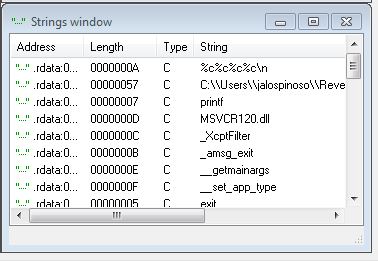 Strings window
Address Length Type String
.rdata:0... 0000000A C %c%c%c%c\n
.rdata:0... 00000057 C C:\\Users\\jalospinoso\\Reve
.rdata:0... 00000007 C printf
.rdata:0... 0000000D C MSVCR120.dll
.rdata:0... 0000000C C _XcptFilter
.rdata:0... 0000000B C _amsg_exit
.rdata:0... 0000000E C __getmainargs
.rdata:0... 0000000F C __set_app_type
.rdata:0... 00000005 C exit